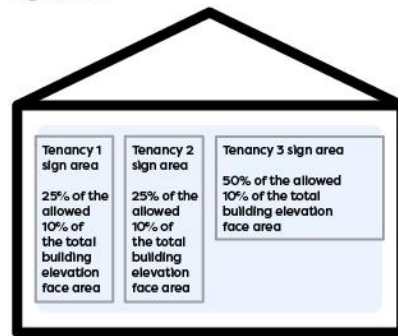 Tenancy 1
sign area
25% of the
allowed
10% of
the total
building
elevation
face area
Tenancy 2
sign area
25% of the
allowed
10% of
the total
building
elevation
face area
Tenancy 3 sign area
50% of the allowed
10% of the total
building elevation
face area